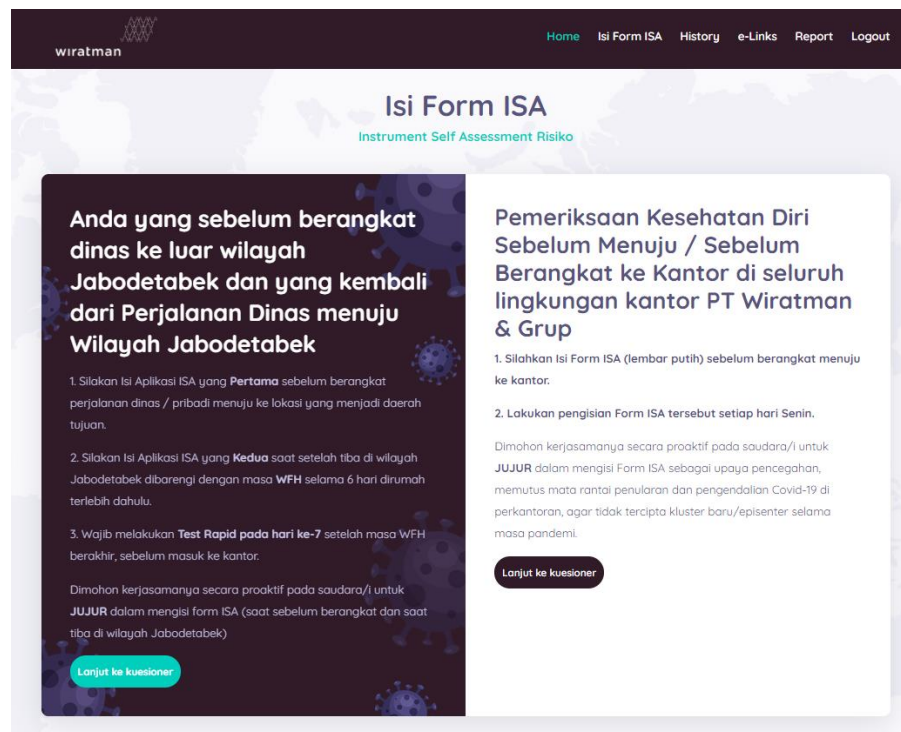 wiratman
Home Isi Form ISA History e-Links Report Logout
Isi Form ISA
Instrument Self Assessment Risiko
Anda yang sebelum berangkat
dinas ke luar wilayah
Jabodetabek dan yang kembali
dari Perjalanan Dinas menuju
Wilayah Jabodetabek
1. Silakan Isi Aplikasi ISA yang Pertama sebelum berangkat
perjalanan dinas / pribadi menuju ke lokasi yang menjadi daerah
tujuan.
2. Silakan Isi Aplikasi ISA yang Kedua saat setelah tiba di wilayah
Jabodetabek dibarengi dengan masa WFH selama 6 hari dirumah
terlebih dahulu.
3. Wajib melakukan Test Rapid pada hari ke-7 setelah masa WFH
berakhir, sebelum masuk ke kantor.
Dimohon kerjasamanya secara proaktif pada saudara/i untuk
JUJUR dalam mengisi form ISA (saat sebelum berangkat dan saat
tiba di wilayah Jabodetabek)
Lanjut ke kuesioner
Pemeriksaan Kesehatan Diri
Sebelum Menuju / Sebelum
Berangkat ke Kantor di seluruh
lingkungan kantor PT Wiratman
& Grup
1. Silahkan Isi Form ISA (lembar putih) sebelum berangkat menuju
ke kantor.
2. Lakukan pengisian Form ISA tersebut setiap hari Senin.
Dimohon kerjasamanya secara proaktif pada saudara/i untuk
JUJUR dalam mengisi Form ISA sebagai upaya pencegahan,
memutus mata rantai penularan dan pengendalian Covid-19 di
perkantoran, agar tidak tercipta kluster baru/episenter selama
masa pandemi.
Lanjut ke kuesioner